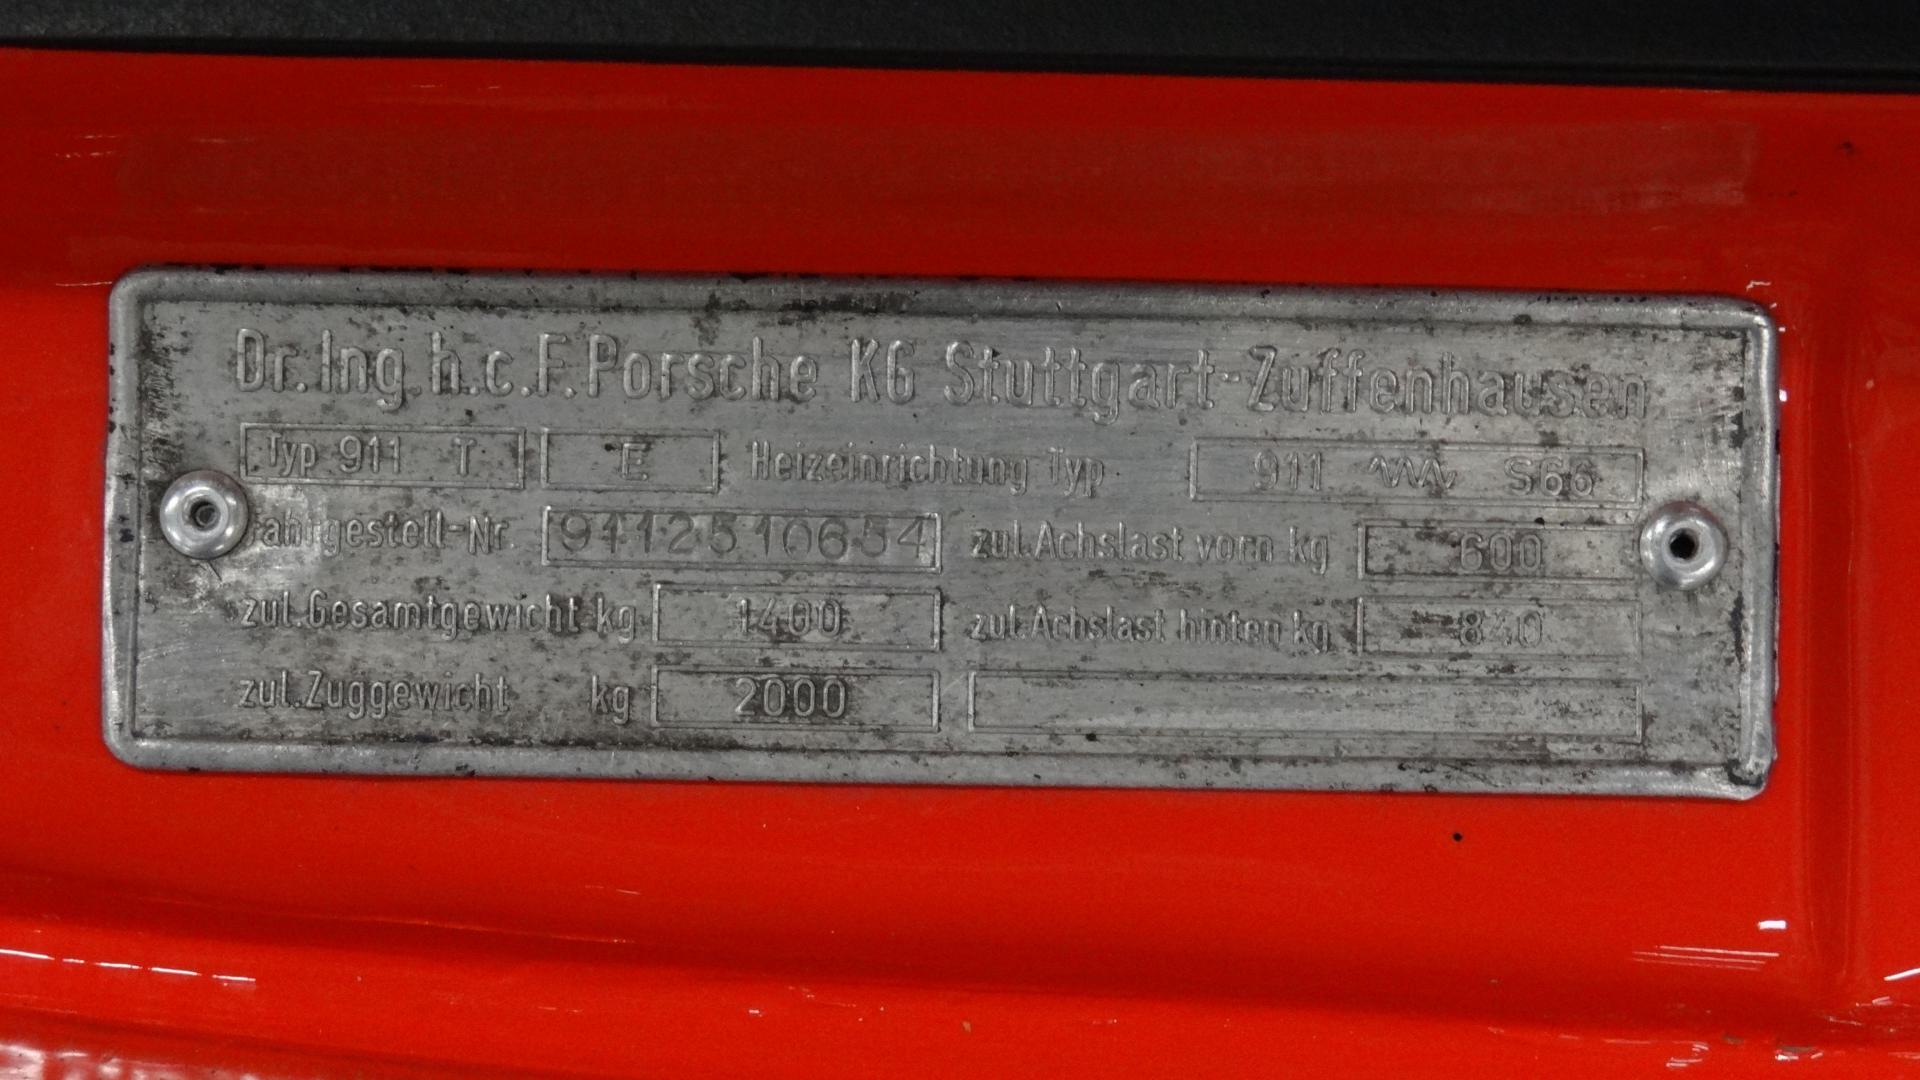 Dr. Ing. h.c. F. Porsche KG Stuttgart-Zuffenhausen
Typ 911 T E Heizeinrichtung Typ 911 S66
Fahrgestell-Nr. 9112510654 zul. Achslast vorn kg 600
zul. Gesamtgewicht kg 1400 zul. Achslast hinten kg 840
zul. Zuggewicht kg 2000